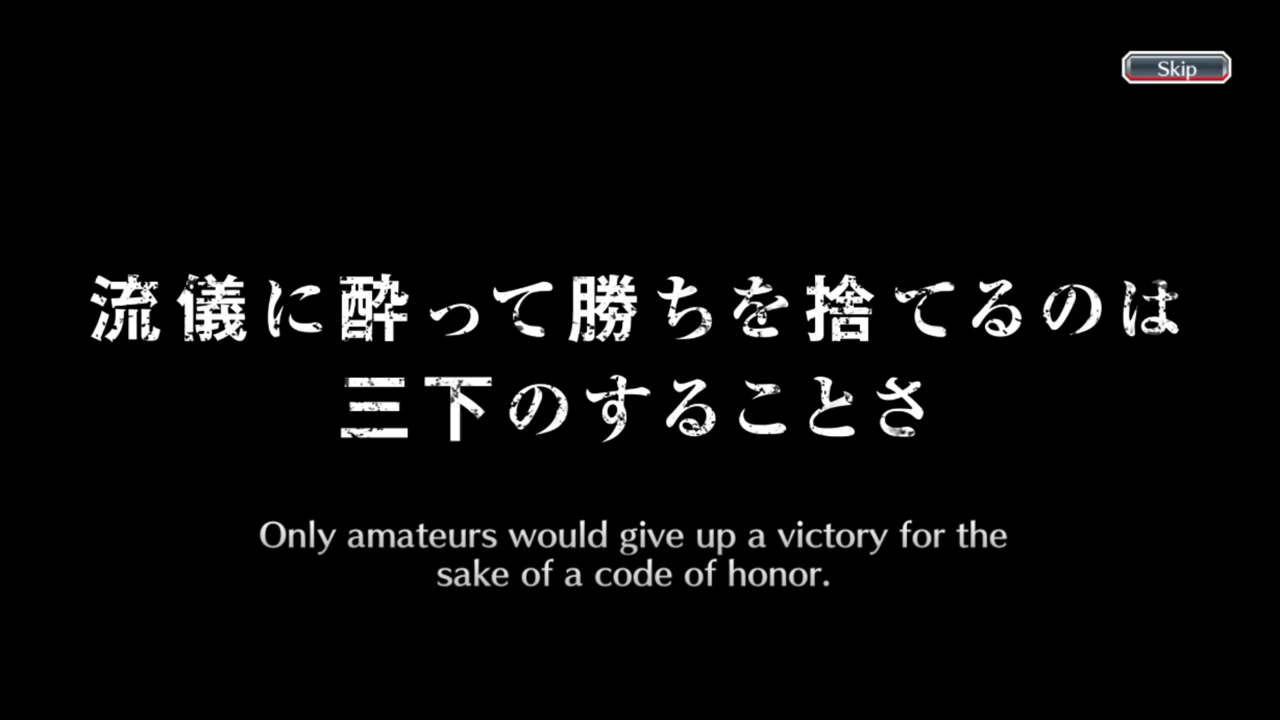 Skip
流儀に酔って勝ちを捨てるのは
三下のすることさ
Only amateurs would give up a victory for the
sake of a code of honor.